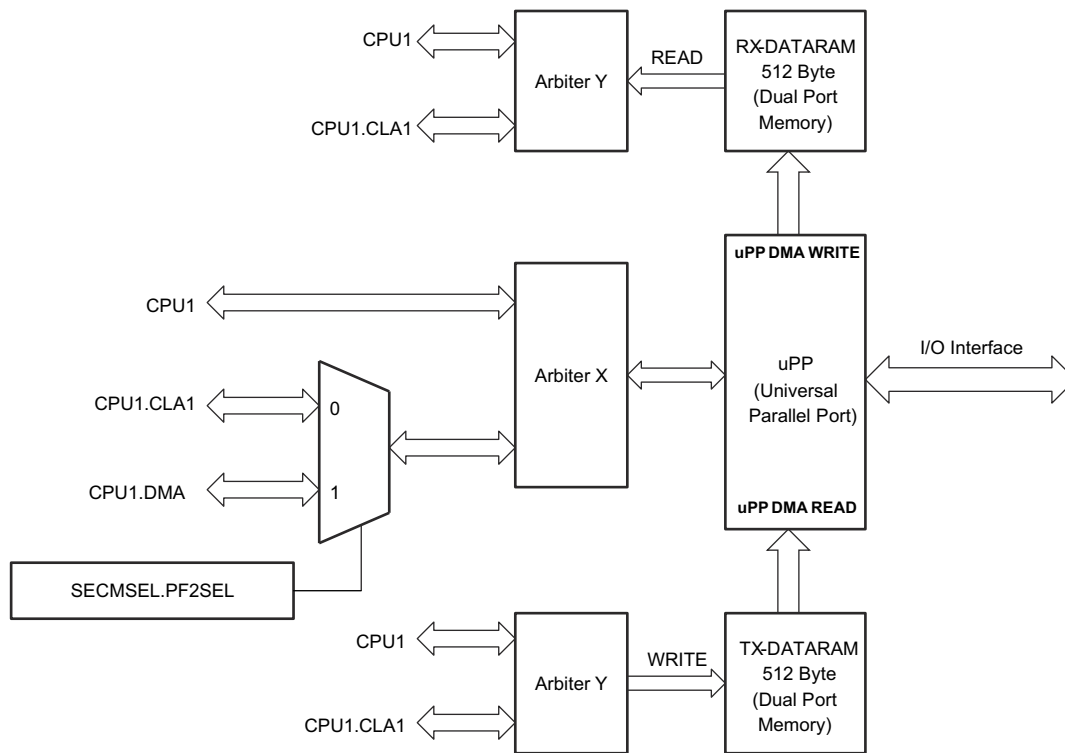 CPU1
CPU1.CLA1
Arbiter Y
READ
RX-DATARAM
512 Byte
(Dual Port
Memory)
CPU1
CPU1.CLA1
CPU1.DMA
0
1
SECMSEL.PF2SEL
Arbiter X
uPP DMA WRITE
uPP
(Universal
Parallel Port)
uPP DMA READ
I/O Interface
CPU1
CPU1.CLA1
Arbiter Y
WRITE
TX-DATARAM
512 Byte
(Dual Port
Memory)